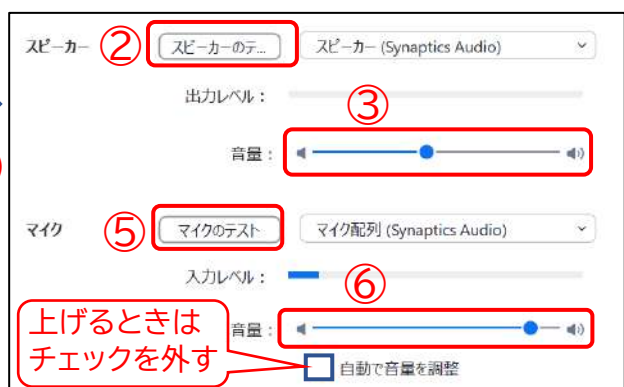 スピーカー ② スピーカーのテ... スピーカー (Synaptics Audio)
出力レベル：
③
音量：
マイク ⑤ マイクのテスト マイク配列 (Synaptics Audio)
入力レベル：
⑥
上げるときは
チェックを外す
音量：
自動で音量を調整